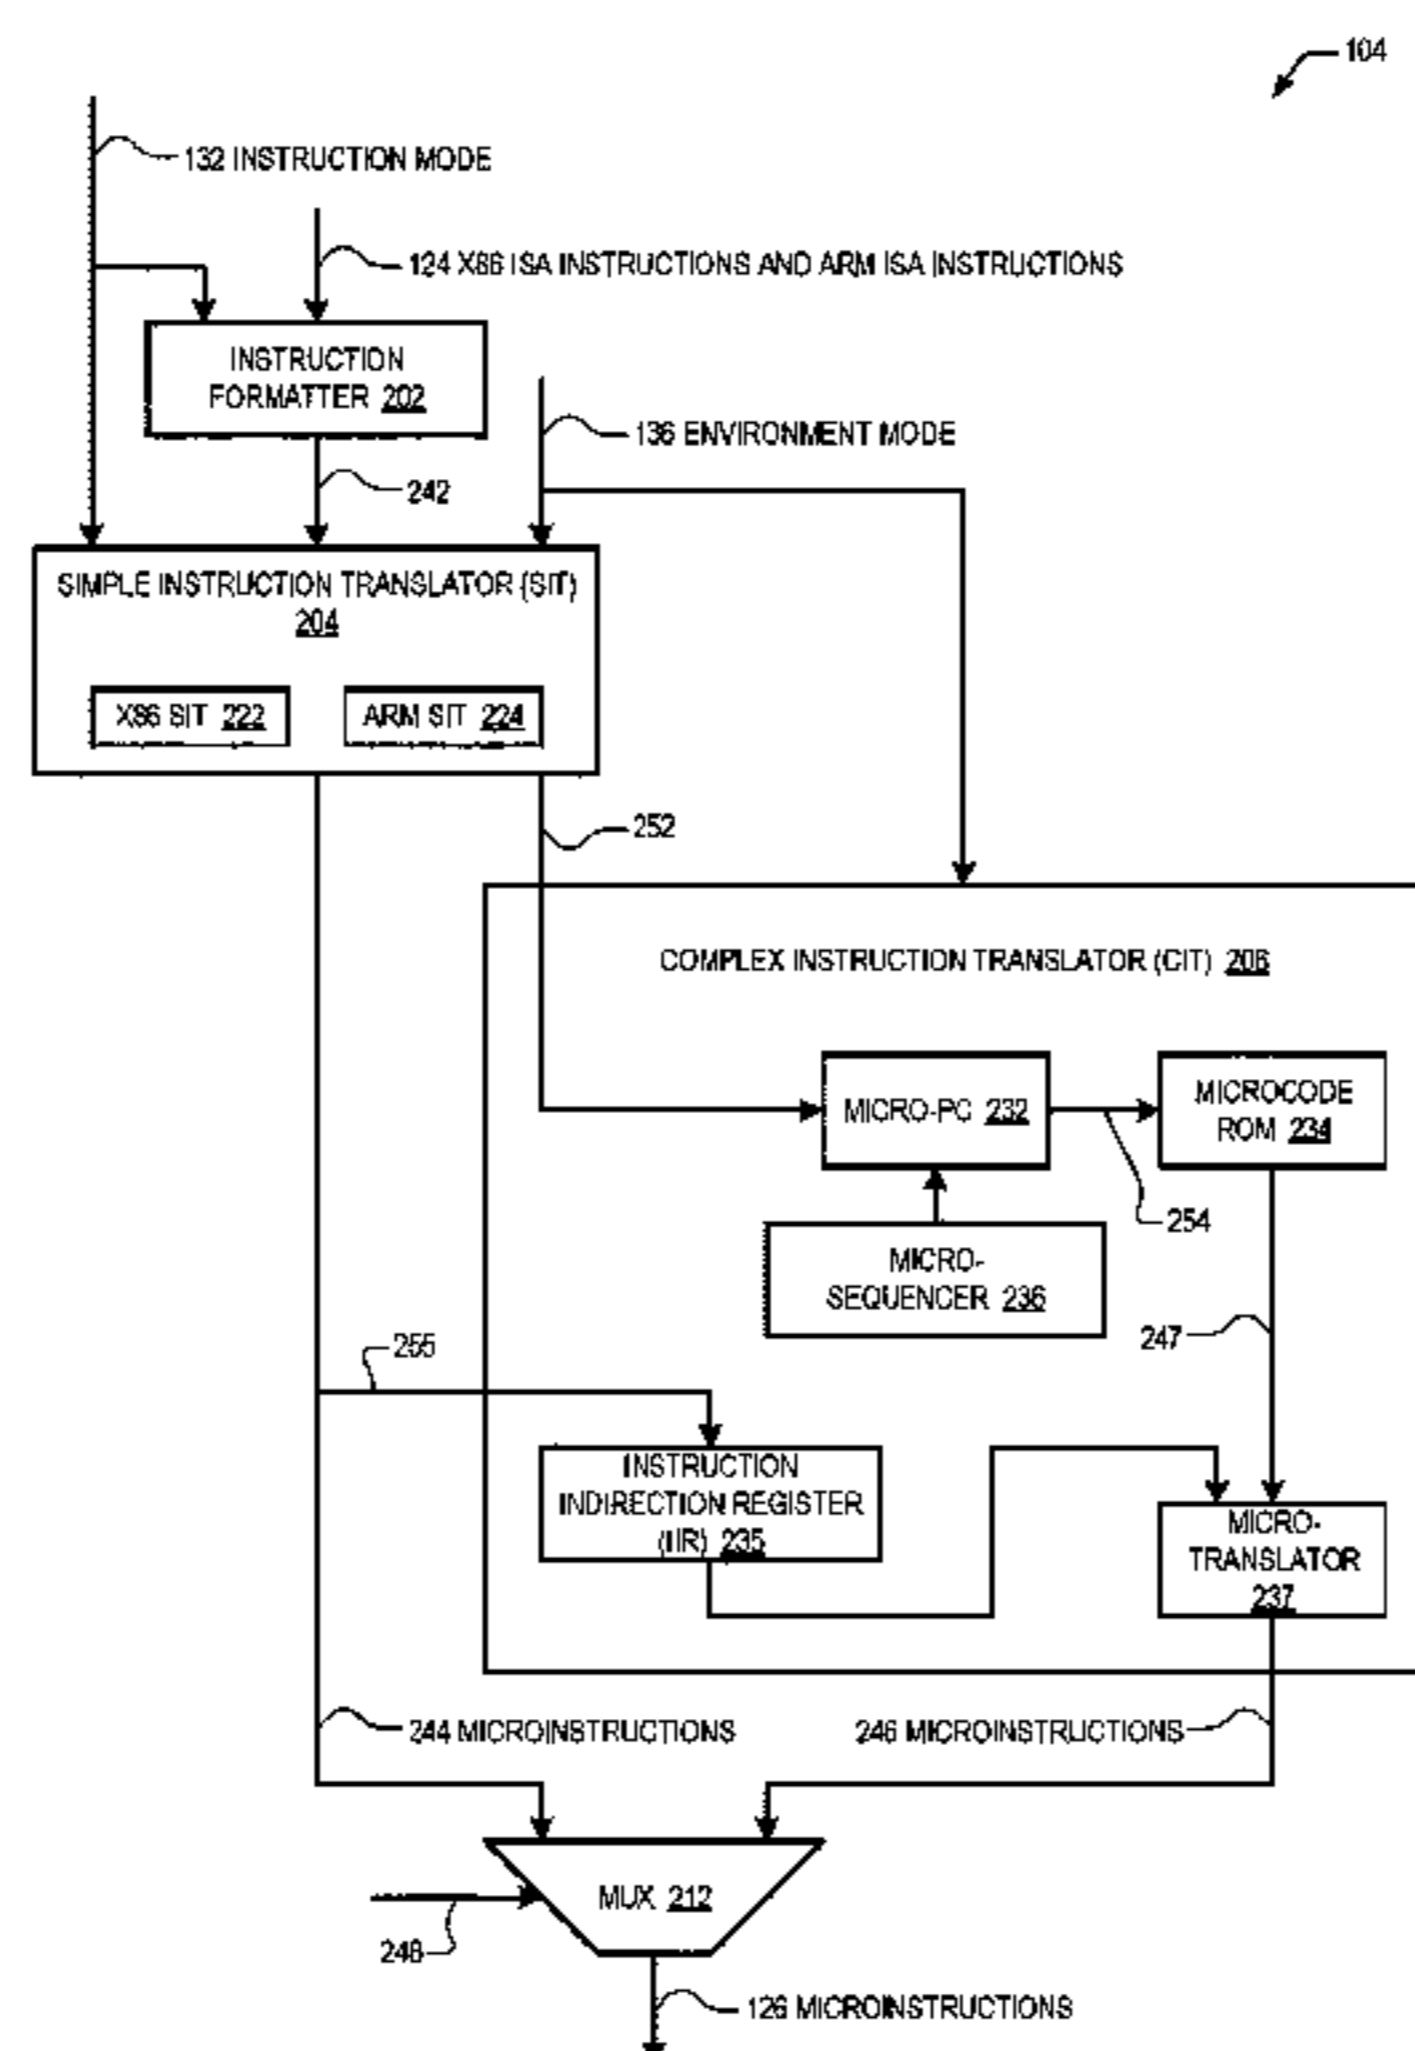 104
132 INSTRUCTION MODE
124 X86 ISA INSTRUCTIONS AND ARM ISA INSTRUCTIONS
INSTRUCTION
FORMATTER 202
136 ENVIRONMENT MODE
242
SIMPLE INSTRUCTION TRANSLATOR (SIT)
204
X86 SIT 222
ARM SIT 224
252
COMPLEX INSTRUCTION TRANSLATOR (CIT) 206
MICRO-PC 232
MICROCODE
ROM 234
254
MICRO-
SEQUENCER 236
247
255
INSTRUCTION
INDIRECTION REGISTER
(IIR) 235
MICRO-
TRANSLATOR
237
244 MICROINSTRUCTIONS
246 MICROINSTRUCTIONS
MUX 212
248
126 MICROINSTRUCTIONS